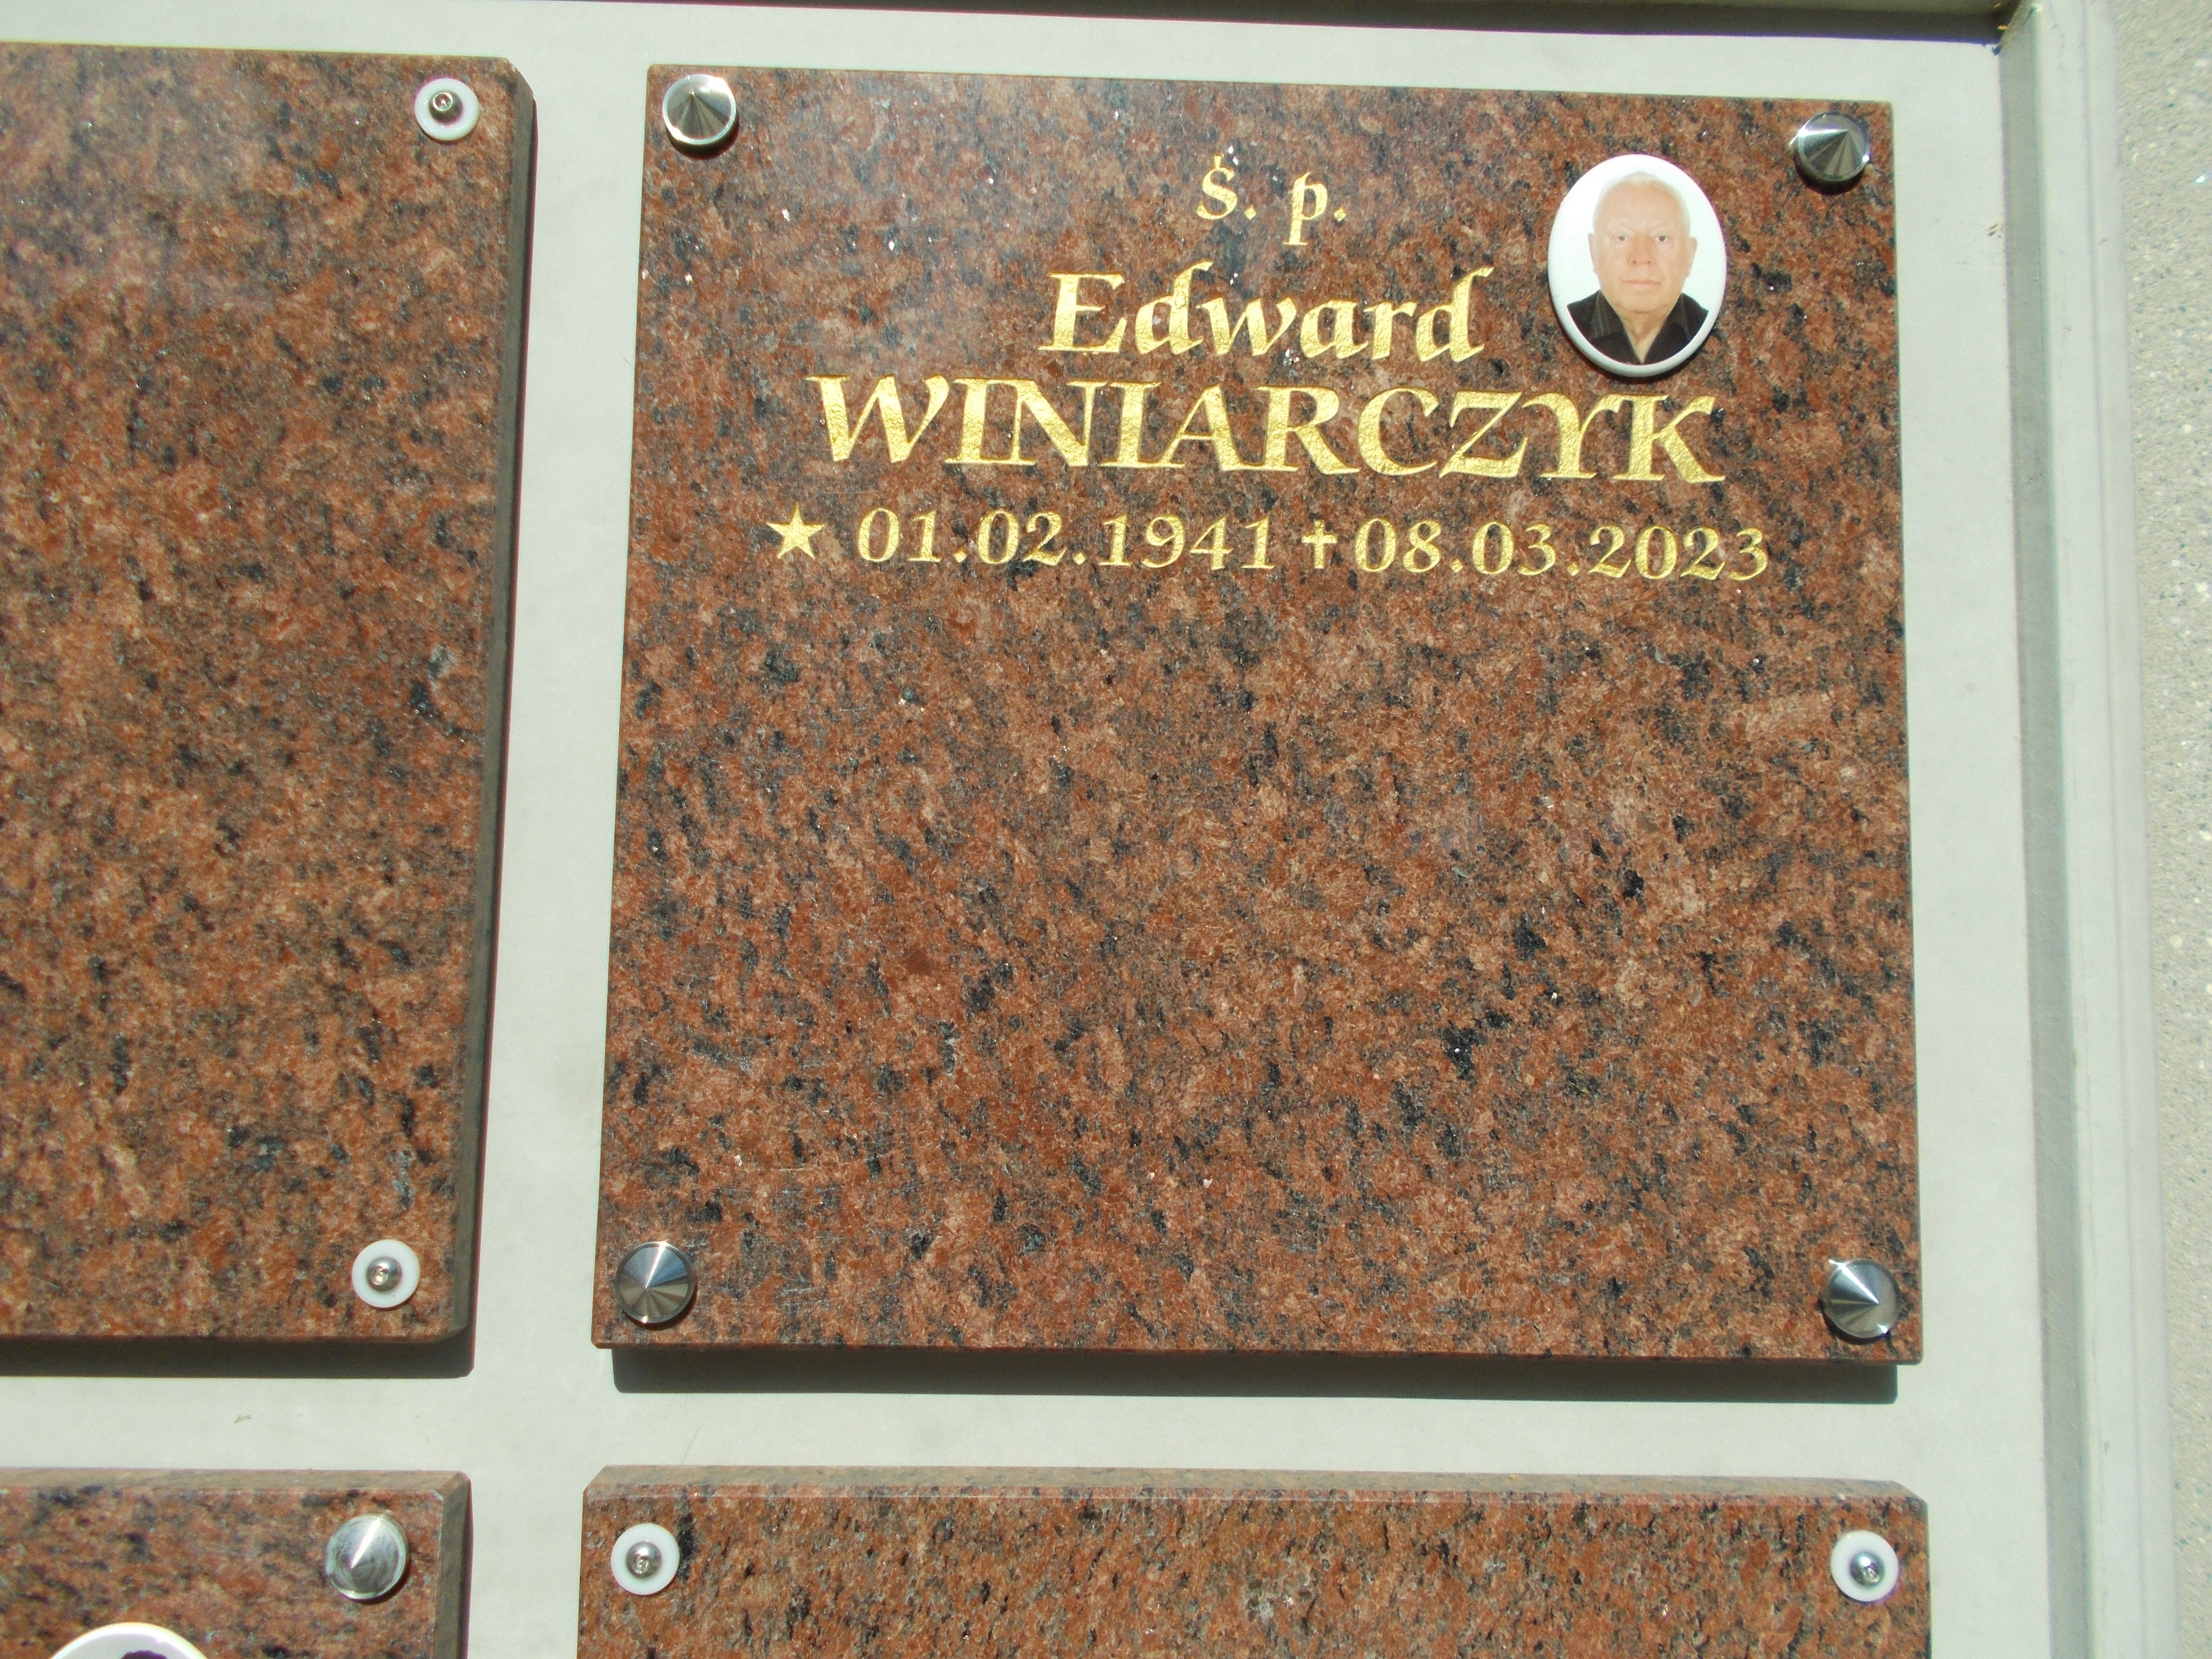 ś. p.
Edward
WINIARCZYK
★ 01.02.1941 ✝ 08.03.2023